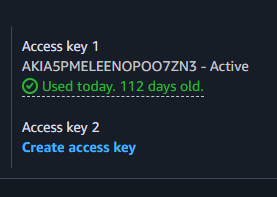 Access key 1
AKIA5PMELEENOPOO7ZN3 - Active
Used today. 112 days old.
Access key 2
Create access key